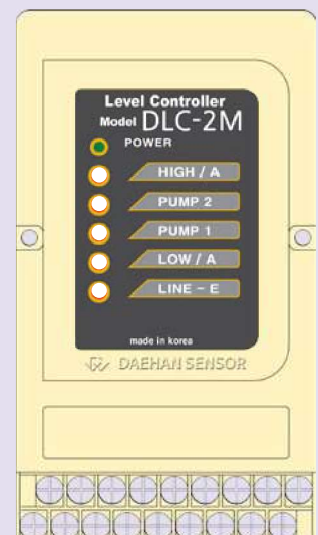 Level Controller
Model DLC-2M
POWER
HIGH / A
PUMP 2
PUMP 1
LOW / A
LINE - E
made in korea
DAEHAN SENSOR